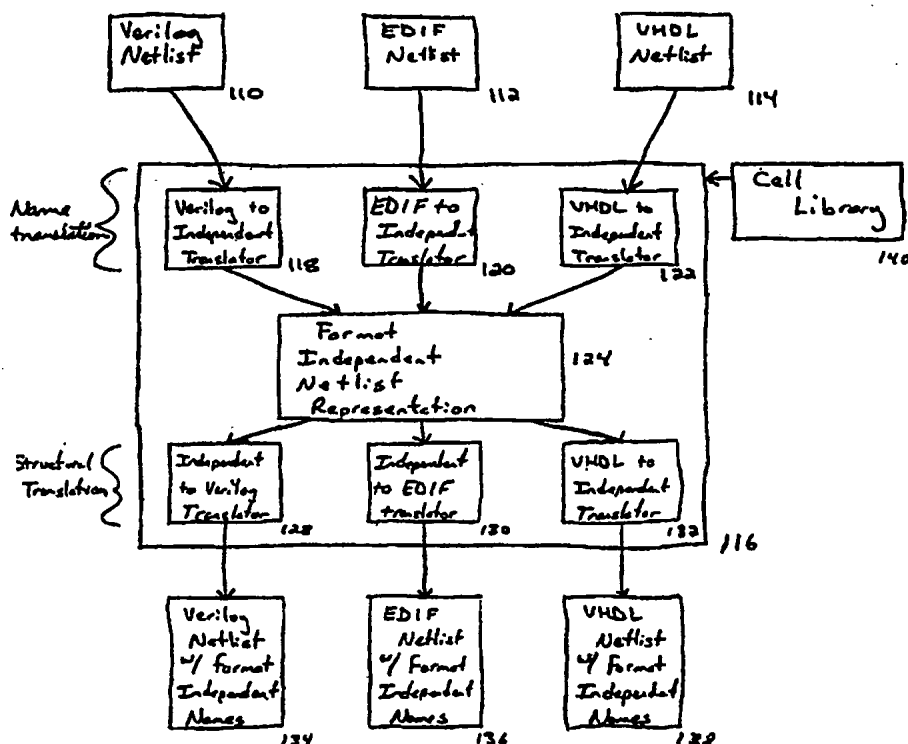 Verilog
Netlist
110
EDIF
Netlist
112
VHDL
Netlist
114
Name
translation
Verilog to
Independent
Translator
118
EDIF to
Independent
Translator
120
VHDL to
Independent
Translator
122
Cell
Library
140
Format
Independent
Netlist
Representation
124
Structural
Translation
Independent
to Verilog
Translator
128
Independent
to EDIF
translator
130
VHDL to
Independent
Translator
132
116
Verilog
Netlist
w/ format
Independent
Names
134
EDIF
Netlist
w/ Format
Independent
Names
136
VHDL
Netlist
w/ Format
Independent
Names
138